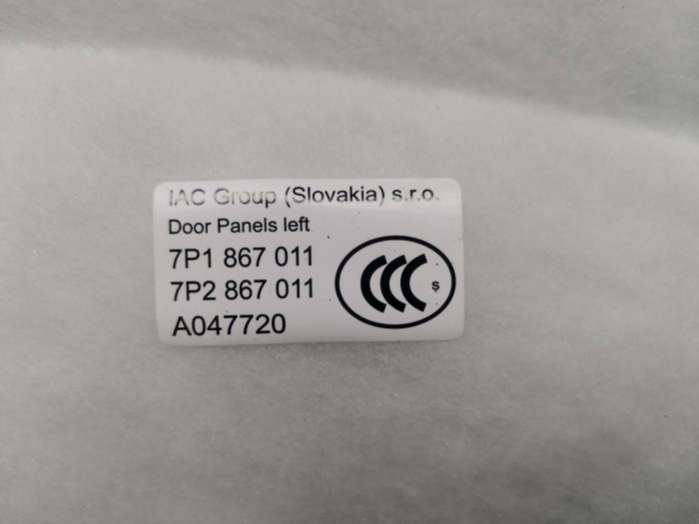 IAC Group (Slovakia) s.r.o.
Door Panels left
7P1 867 011
7P2 867 011
A047720
CCC S